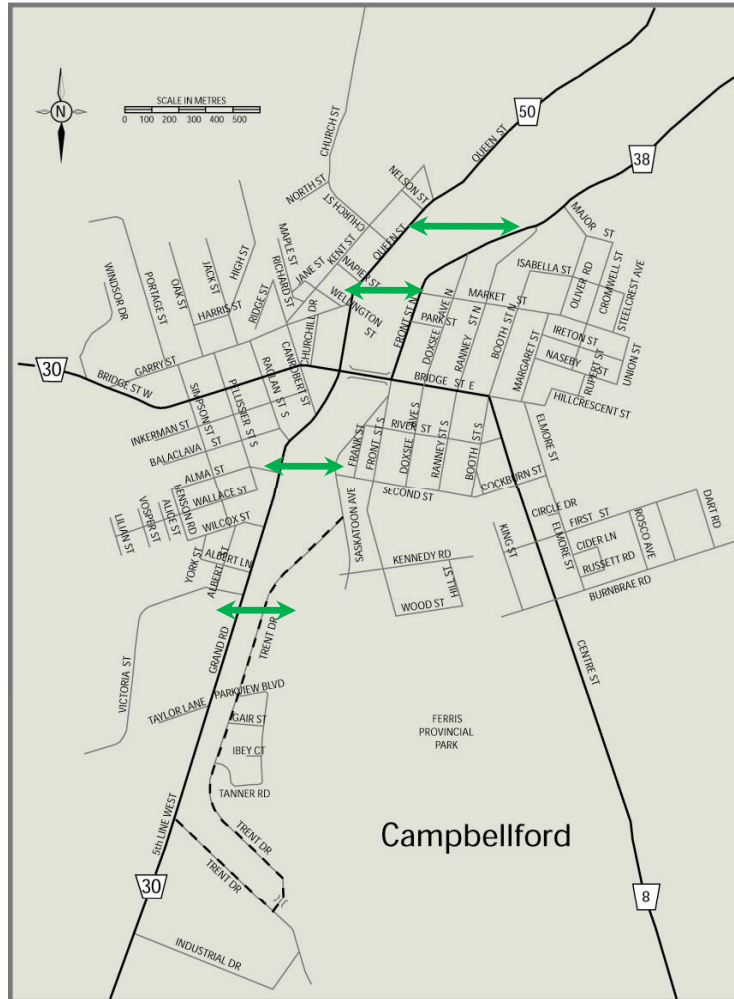 N
SCALE IN METRES
0 100 200 300 400 500
50
38
CHURCH ST
QUEEN ST
NELSON ST
NORTH ST
CHURCH ST
QUEEN ST
KENT ST
NAPIER ST
MAPLE ST
RICHARD ST
JANE ST
WELLINGTON ST
MAJOR ST
ISABELLA ST
OLIVER RD
CROMWELL ST
STEELCREST AVE
WINDSOR DR
PORTAGE ST
OAK ST
JACK ST
HIGH ST
HARRIS ST
RIDGE ST
CHURCHILL DR
FRONT ST N
PARK ST
DOXSEE AVE N
RANNEY ST N
MARKET ST
BOOTH ST N
MARGARET ST
IRETON ST
NASEBY ST
RUPERT ST
UNION ST
HILLCRESCENT ST
30
BRIDGE ST W
GARRY ST
CANROBERT ST
RAGLAN ST S
BRIDGE ST E
SIMPSON ST
PELLISSIER ST S
INKERMAN ST
BALACLAVA ST
ALMA ST
WALLACE ST
HENSON RD
ALICE ST
VOSPER ST
LILIAN ST
WILCOX ST
FRANK ST
FRONT ST S
RIVER ST
DOXSEE AVE S
RANNEY ST S
BOOTH ST S
ELMORE ST
COCKBURN ST
SECOND ST
SASKATOON AVE
YORK ST
ALBERT ST
ALBERT LN
KENNEDY RD
HILL ST
WOOD ST
KING ST
CIRCLE DR
FIRST ST
ELMORE ST
CIDER LN
RUSSETT RD
ROSCO AVE
DART RD
BURNBRAE RD
VICTORIA ST
GRAND RD
TRENT DR
CENTRE ST
TAYLOR LANE
PARKVIEW BLVD
GAIR ST
IBEY CT
TANNER RD
FERRIS
PROVINCIAL
PARK
5th LINE WEST
TRENT DR
TRENT DR
Campbellford
30
8
INDUSTRIAL DR